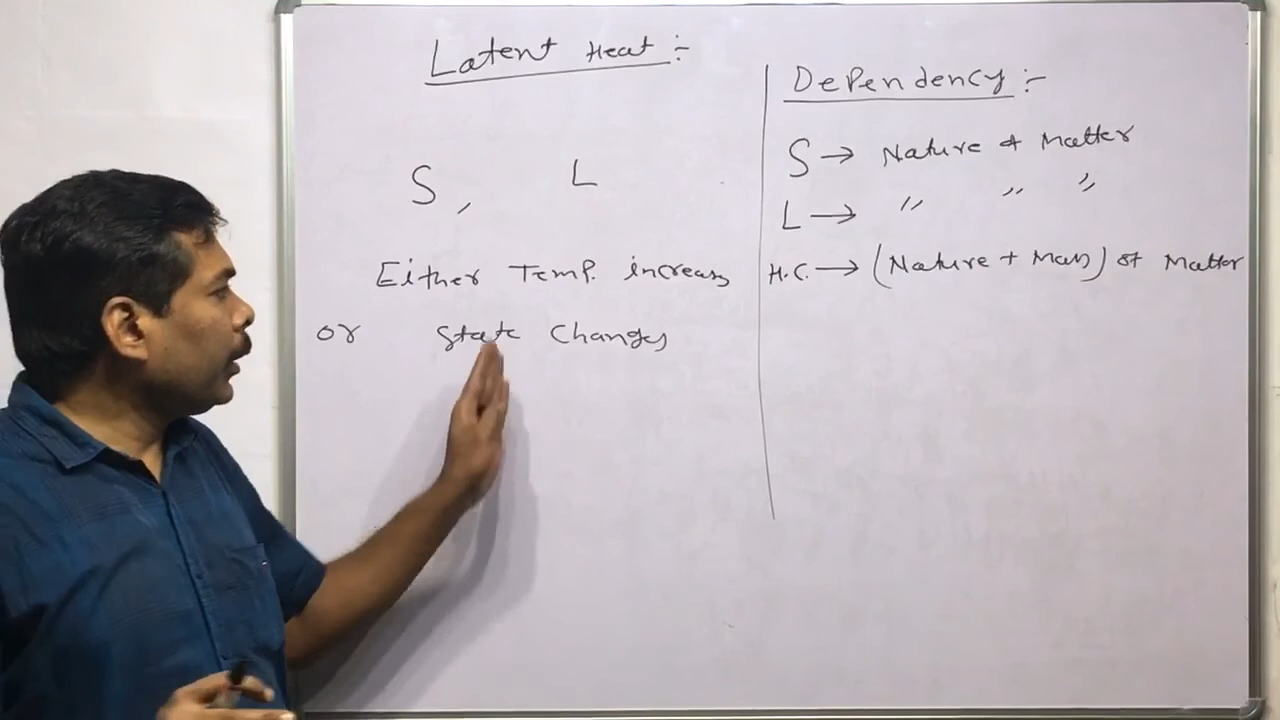 Latent Heat :-
S, L
Either Temp. increases
or State Changes
Dependency :-
S → Nature of Matter
L → " " "
H.C. → (Nature + Mass) of Matter